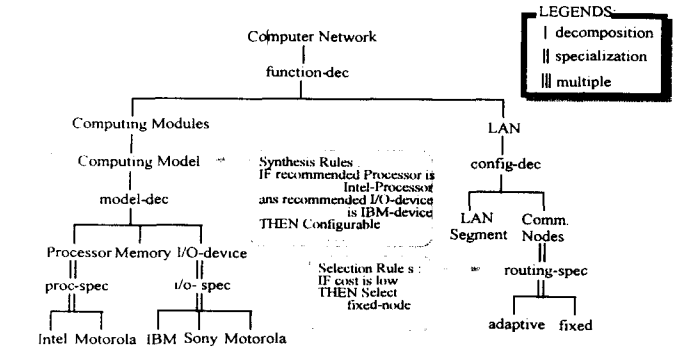 LEGENDS:
| decomposition
|| specialization
||| multiple
Computer Network
function-dec
Computing Modules
LAN
Computing Model
config-dec
model-dec
Synthesis Rules
IF recommended Processor is
Intel-Processor
ans recommended I/O-device
is IBM-device
THEN Configurable
LAN Segment
Comm. Nodes
Processor Memory I/O-device
proc-spec
i/o- spec
Selection Rule s :
IF cost is low
THEN Select
fixed-node
routing-spec
Intel Motorola IBM Sony Motorola
adaptive fixed